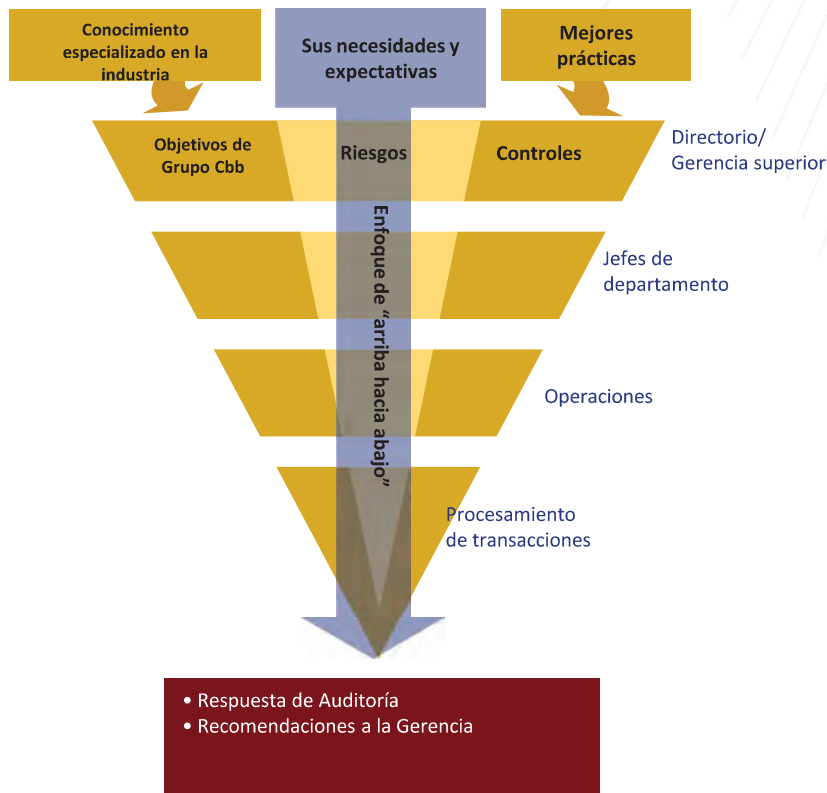 Conocimiento
especializado en la
industria
Sus necesidades y
expectativas
Mejores
prácticas
Objetivos de
Grupo Cbb
Riesgos
Controles
Directorio/
Gerencia superior
Enfoque de “arriba hacia abajo”
Jefes de
departamento
Operaciones
Procesamiento
de transacciones
• Respuesta de Auditoría
• Recomendaciones a la Gerencia